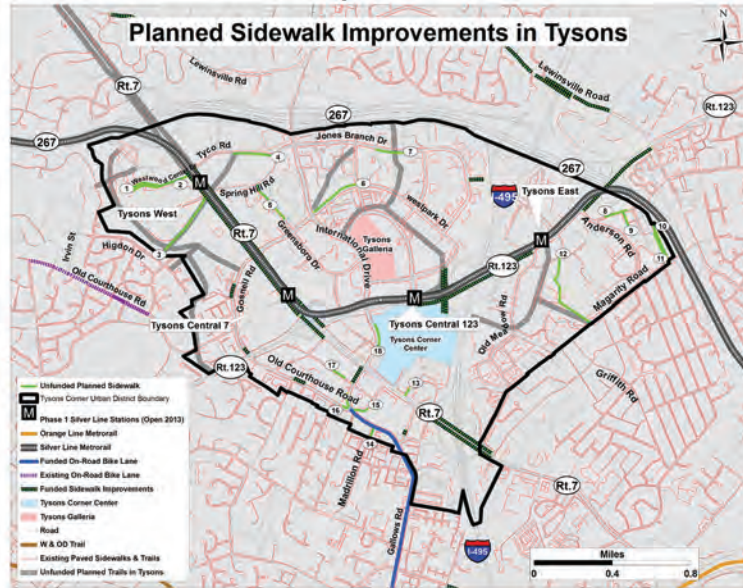 Planned Sidewalk Improvements in Tysons
N
Lewinsville Rd
Rt.7
Lewinsville Road
Rt.123
267
267
Jones Branch Dr
267
Tyco Rd
4
7
Westwood Center
1
2
M
Spring Hill Rd
6
westpark Dr
I-495
Tysons East
Tysons West
5
8
9
10
Anderson Rd
Greensboro Dr
International Drive
Tysons
Galleria
Rt.7
Irvin St
Higdon Dr
3
M
Rt.123
12
11
Old Courthouse Rd
Gosnell Rd
M
M
Magarity Road
Tysons Central 7
Tysons Central 123
Old Meadow Rd
Tysons Corner
Center
18
Rt.123
17
Griffith Rd
Old Courthouse Road
13
16
15
Rt.7
14
Madrillon Rd
Gallows Rd
Rt.7
I-495
Unfunded Planned Sidewalk
Tysons Corner Urban District Boundary
M Phase 1 Silver Line Stations (Open 2013)
Orange Line Metrorail
Silver Line Metrorail
Funded On-Road Bike Lane
Existing On-Road Bike Lane
Funded Sidewalk Improvements
Tysons Corner Center
Tysons Galleria
Road
W & OD Trail
Existing Paved Sidewalks & Trails
Unfunded Planned Trails in Tysons
Miles
0 0.4 0.8